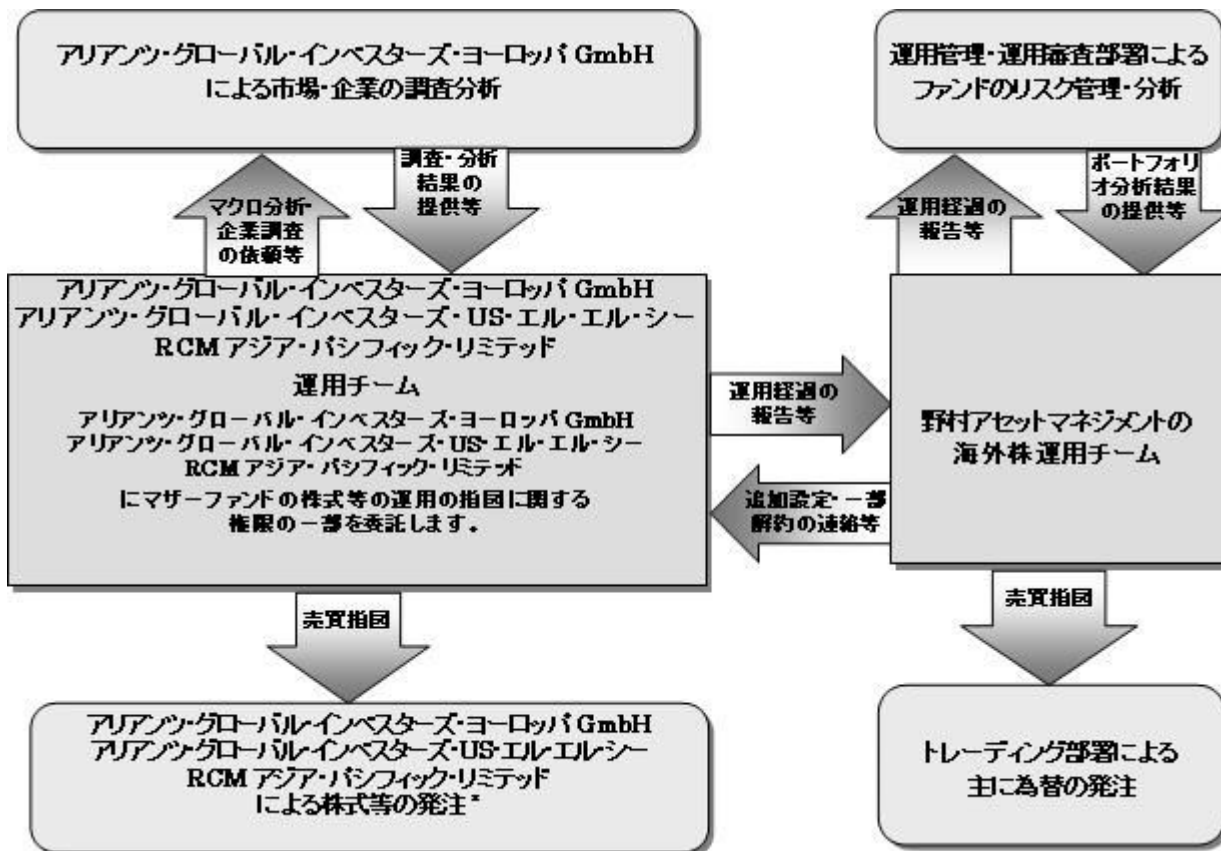 アリアンツ・グローバル・インベスターズ・ヨーロッパ GmbH
による市場・企業の調査分析
運用管理・運用審査部署による
ファンドのリスク管理・分析
マクロ分析・
企業調査
の依頼等
調査・分析
結果の
提供等
運用経過の
報告等
ポートフォリ
オ分析結果
の提供等
アリアンツ・グローバル・インベスターズ・ヨーロッパ GmbH
アリアンツ・グローバル・インベスターズ・US・エル・エル・シー
RCM アジア・パシフィック・リミテッド
運用チーム
アリアンツ・グローバル・インベスターズ・ヨーロッパ GmbH
アリアンツ・グローバル・インベスターズ・US・エル・エル・シー
RCM アジア・パシフィック・リミテッド
にマザーファンドの株式等の運用の指図に関する
権限の一部を委託します。
運用経過の
報告等
追加設定・一部
解約の連絡等
野村アセットマネジメントの
海外株運用チーム
売買指図
売買指図
アリアンツ・グローバル・インベスターズ・ヨーロッパ GmbH
アリアンツ・グローバル・インベスターズ・US・エル・エル・シー
RCM アジア・パシフィック・リミテッド
による株式等の発注*
トレーディング部署による
主に為替の発注